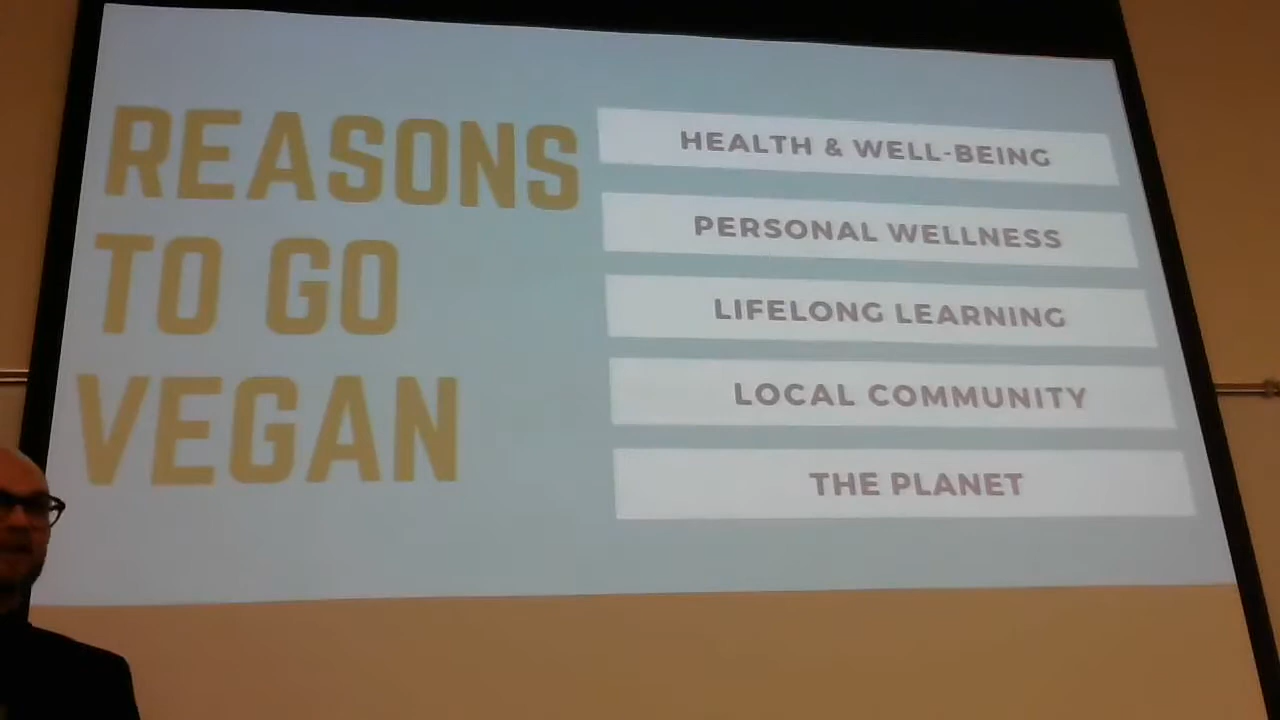 REASONS
TO GO
VEGAN
HEALTH & WELL-BEING
PERSONAL WELLNESS
LIFELONG LEARNING
LOCAL COMMUNITY
THE PLANET